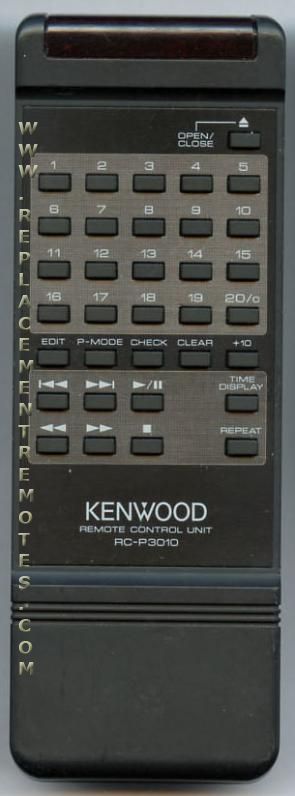 OPEN/
CLOSE
1 2 3 4 5
6 7 8 9 10
11 12 13 14 15
16 17 18 19 20/0
EDIT P-MODE CHECK CLEAR +10
TIME
DISPLAY
REPEAT
KENWOOD
REMOTE CONTROL UNIT
RC-P3010
WWW.REPLACEMENTREMOTES.COM